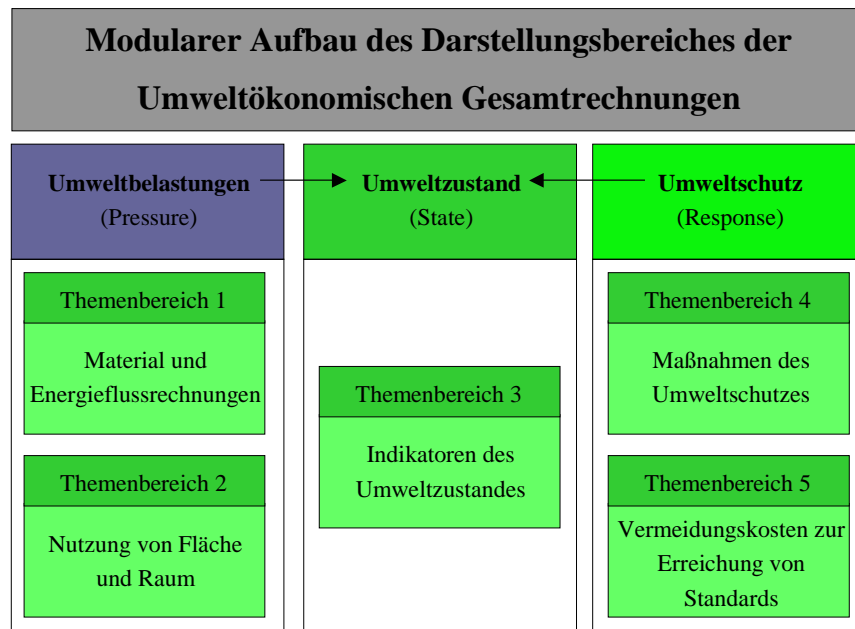 Modularer Aufbau des Darstellungsbereiches der
Umweltökonomischen Gesamtrechnungen
Umweltbelastungen
(Pressure)
Umweltzustand
(State)
Umweltschutz
(Response)
Themenbereich 1
Material und
Energieflussrechnungen
Themenbereich 2
Nutzung von Fläche
und Raum
Themenbereich 3
Indikatoren des
Umweltzustandes
Themenbereich 4
Maßnahmen des
Umweltschutzes
Themenbereich 5
Vermeidungskosten zur
Erreichung von
Standards